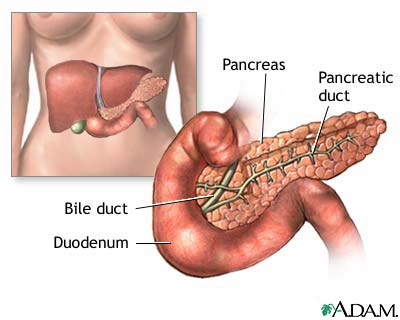 Pancreas
Pancreatic
duct
Bile duct
Duodenum
A.D.A.M.